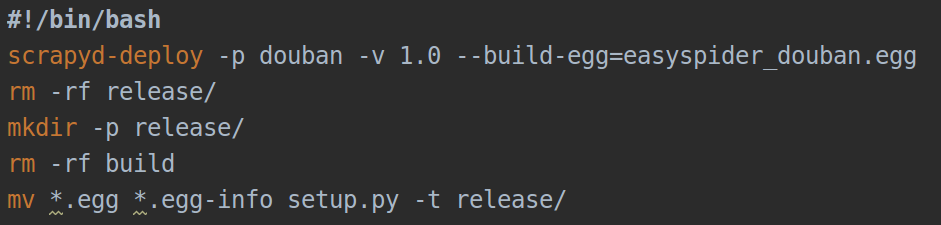 #!/bin/bash
scrapyd-deploy -p douban -v 1.0 --build-egg=easyspider_douban.egg
rm -rf release/
mkdir -p release/
rm -rf build
mv *.egg *.egg-info setup.py -t release/